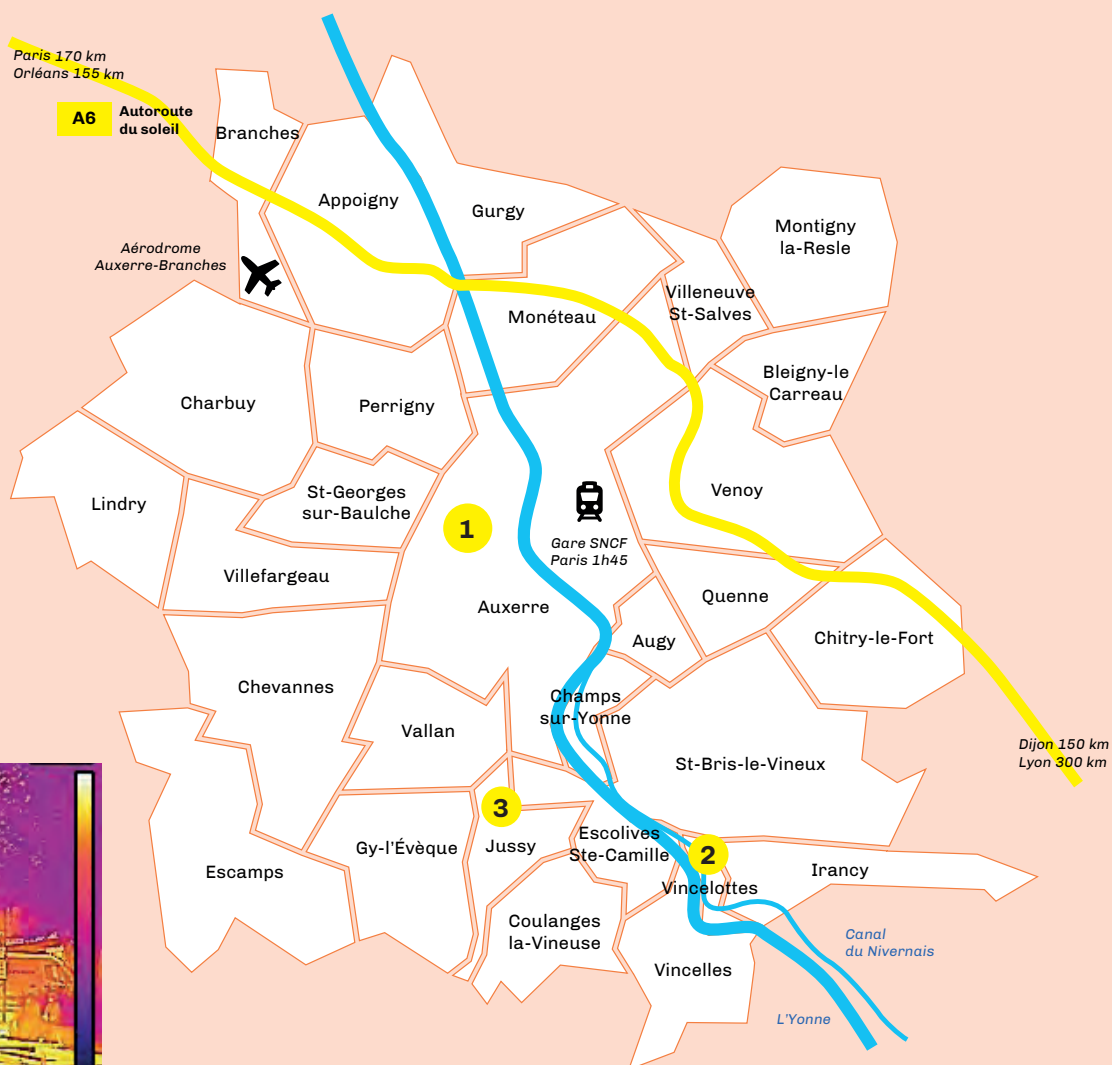 Paris 170 km
Orléans 155 km
A6
Autoroute
du soleil
Branches
Appoigny
Gurgy
Montigny
la-Resle
Aérodrome
Auxerre-Branches
Villeneuve
St-Salves
Monéteau
Bleigny-le
Carreau
Charbuy
Perrigny
Lindry
St-Georges
sur-Baulche
Venoy
1
Gare SNCF
Paris 1h45
Villefargeau
Auxerre
Quenne
Augy
Chitry-le-Fort
Chevannes
Champs
sur-Yonne
Vallan
St-Bris-le-Vineux
Dijon 150 km
Lyon 300 km
3
Gy-l'Évèque
Jussy
Escolives
Ste-Camille
2
Vincelottes
Irancy
Escamps
Coulanges
la-Vineuse
Vincelles
Canal
du Nivernais
L'Yonne